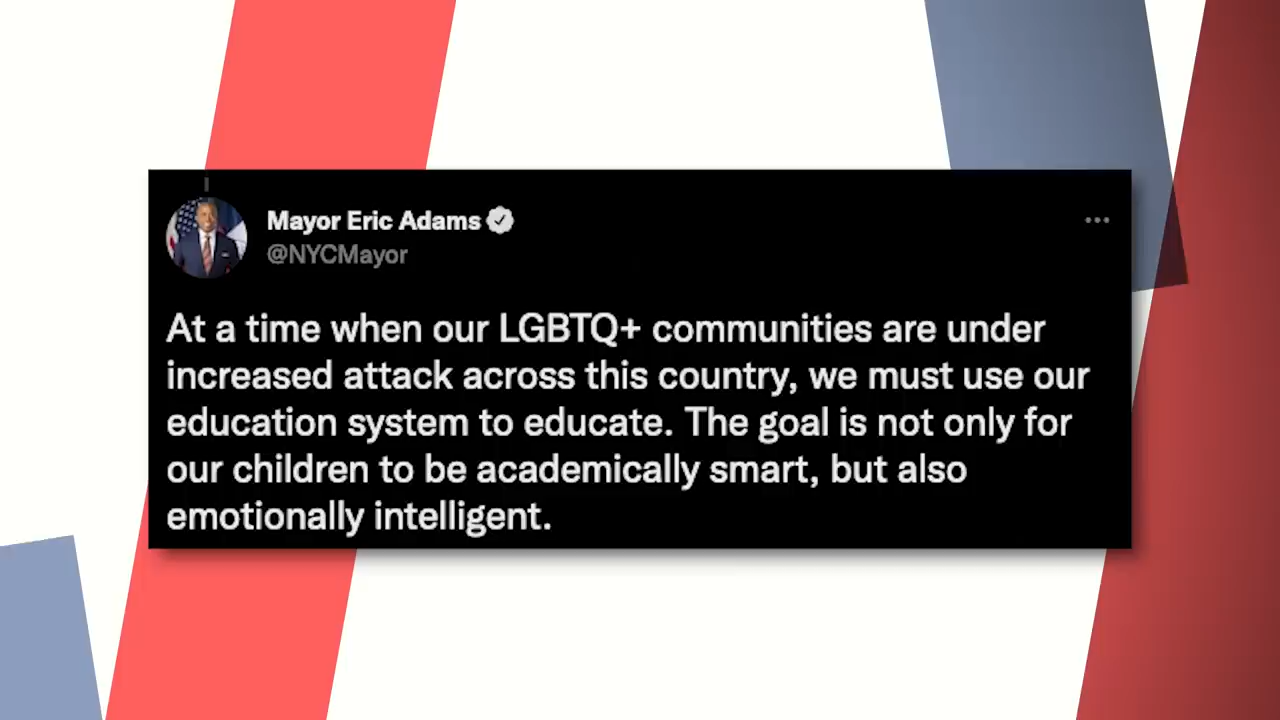 Mayor Eric Adams
@NYCMayor
At a time when our LGBTQ+ communities are under
increased attack across this country, we must use our
education system to educate. The goal is not only for
our children to be academically smart, but also
emotionally intelligent.